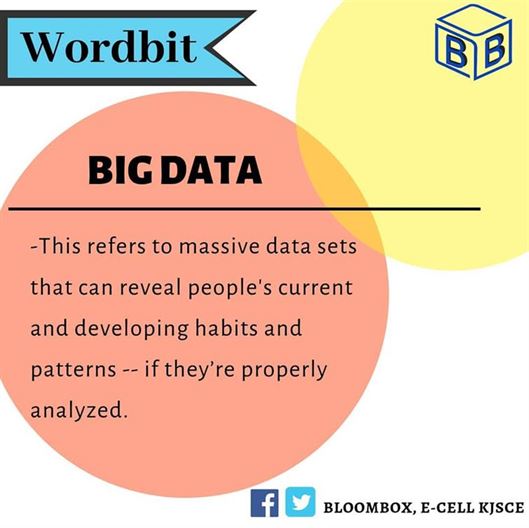 Wordbit
B B
BIG DATA
-This refers to massive data sets
that can reveal people's current
and developing habits and
patterns -- if they’re properly
analyzed.
BLOOMBOX, E-CELL KJSCE